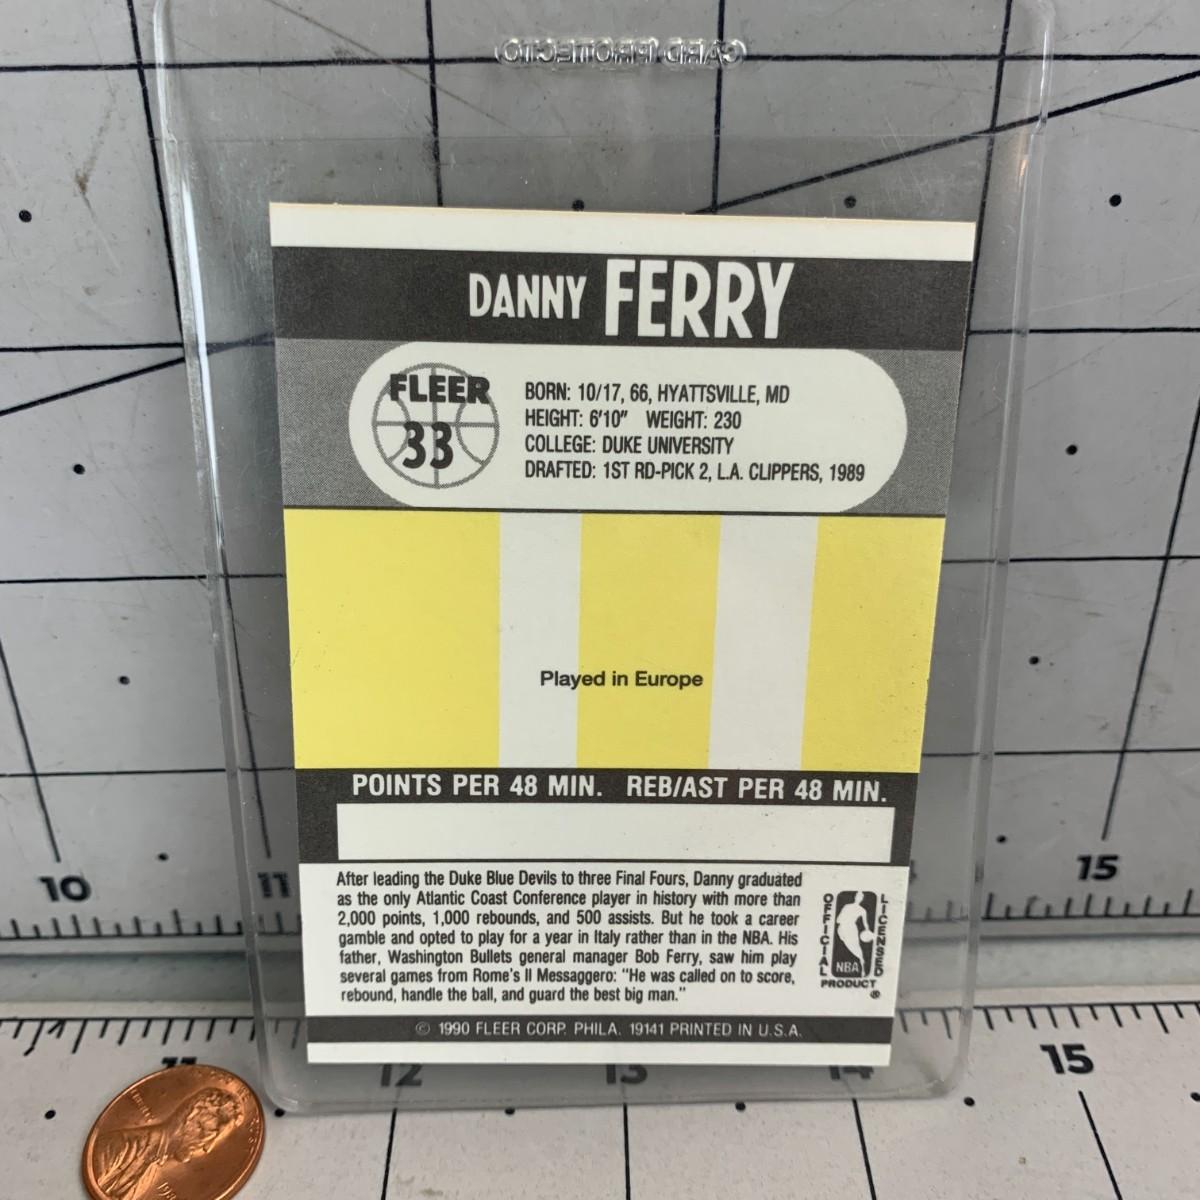 CARD PROTECTO
DANNY FERRY
FLEER
33
BORN: 10/17, 66, HYATTSVILLE, MD
HEIGHT: 6'10" WEIGHT: 230
COLLEGE: DUKE UNIVERSITY
DRAFTED: 1ST RD-PICK 2, L.A. CLIPPERS, 1989
Played in Europe
POINTS PER 48 MIN. REB/AST PER 48 MIN.
After leading the Duke Blue Devils to three Final Fours, Danny graduated
as the only Atlantic Coast Conference player in history with more than
2,000 points, 1,000 rebounds, and 500 assists. But he took a career
gamble and opted to play for a year in Italy rather than in the NBA. His
father, Washington Bullets general manager Bob Ferry, saw him play
several games from Rome's Il Messaggero: "He was called on to score,
rebound, handle the ball, and guard the best big man."
OFFICIAL
LICENSED
NBA
PRODUCT
®
© 1990 FLEER CORP. PHILA. 19141 PRINTED IN U.S.A.
10
11
15
11
12
13
14
15